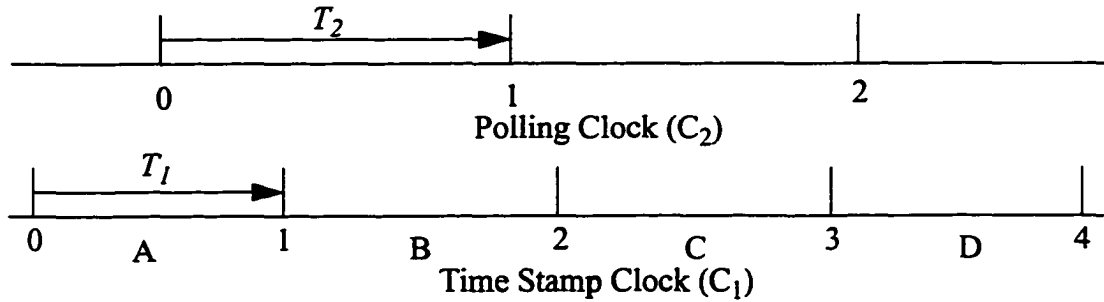 T2
0 1 2
Polling Clock (C2)
T1
0 A 1 B 2 C 3 D 4
Time Stamp Clock (C1)